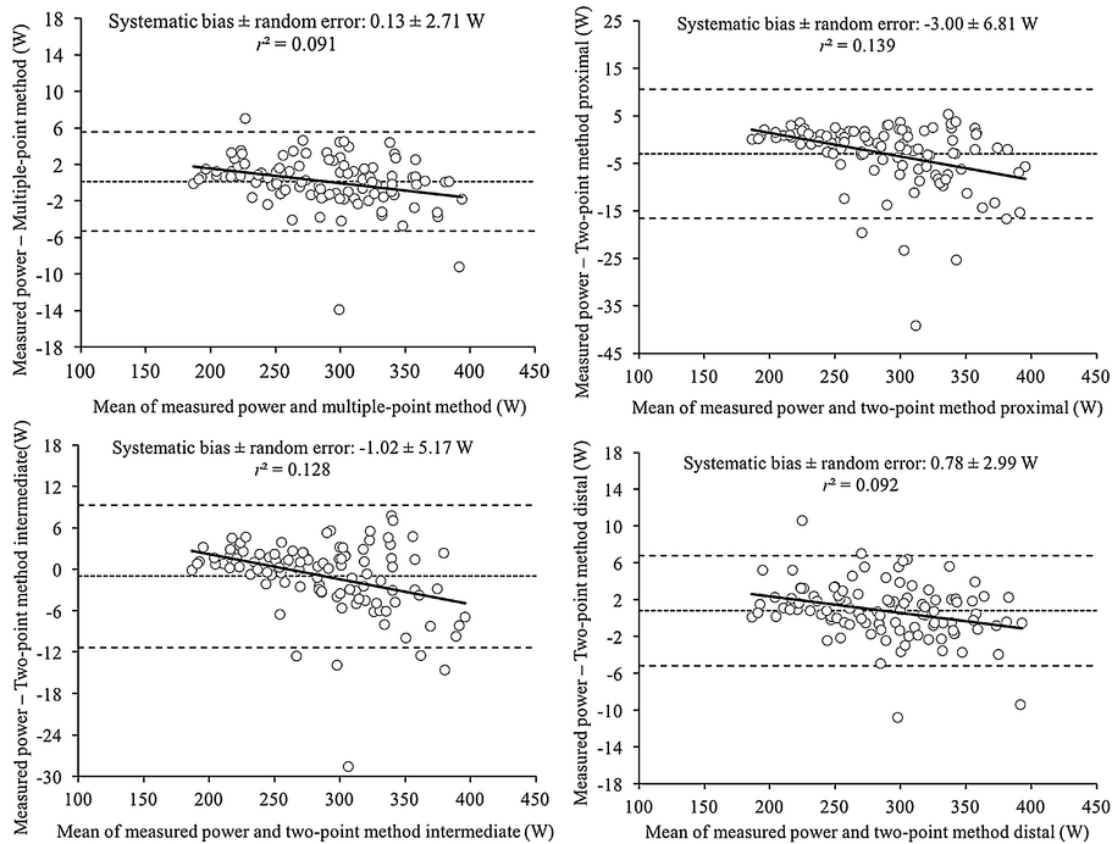 Systematic bias ± random error: 0.13 ± 2.71 W
r² = 0.091
Measured power – Multiple-point method (W)
18
14
10
6
2
-2
-6
-10
-14
-18
100 150 200 250 300 350 400 450
Mean of measured power and multiple-point method (W)
Systematic bias ± random error: -3.00 ± 6.81 W
r² = 0.139
Measured power – Two-point method proximal (W)
25
15
5
-5
-15
-25
-35
-45
100 150 200 250 300 350 400 450
Mean of measured power and two-point method proximal (W)
Systematic bias ± random error: -1.02 ± 5.17 W
r² = 0.128
Measured power – Two-point method intermediate(W)
18
12
6
0
-6
-12
-18
-24
-30
100 150 200 250 300 350 400 450
Mean of measured power and two-point method intermediate (W)
Systematic bias ± random error: 0.78 ± 2.99 W
r² = 0.092
Measured power – Two-point method distal (W)
18
14
10
6
2
-2
-6
-10
-14
-18
100 150 200 250 300 350 400 450
Mean of measured power and two-point method distal (W)